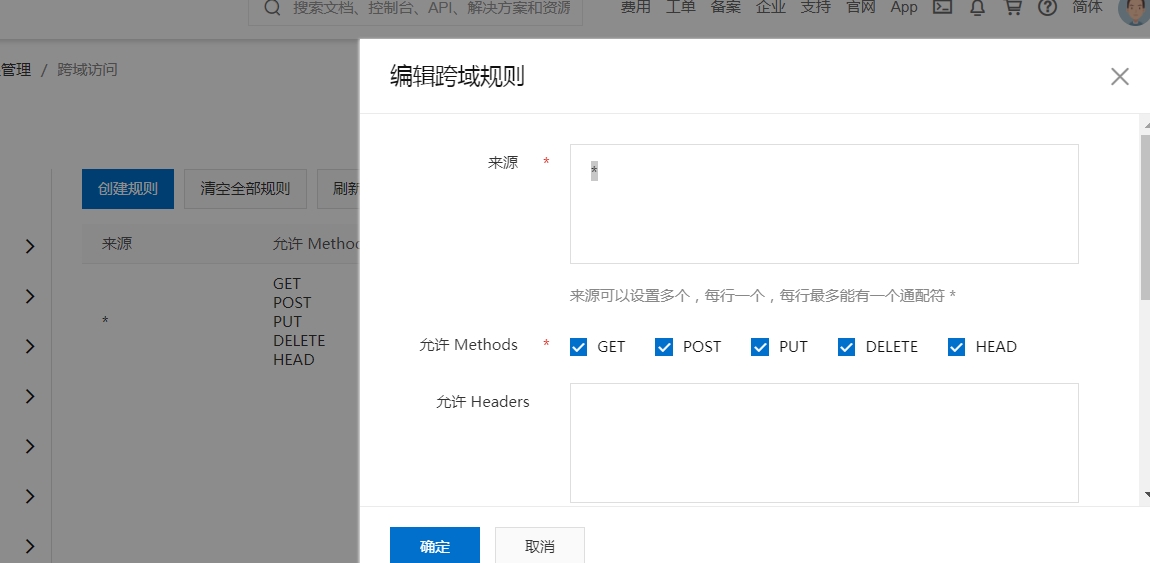 搜索文档、控制台、API、解决方案和资源
费用 工单 备案 企业 支持 官网 App 简体
管理 / 跨域访问
编辑跨域规则
来源 *
*
来源可以设置多个，每行一个，每行最多能有一个通配符 *
允许 Methods * GET POST PUT DELETE HEAD
允许 Headers
确定 取消
创建规则 清空全部规则 刷新
来源 允许 Method
*
GET
POST
PUT
DELETE
HEAD